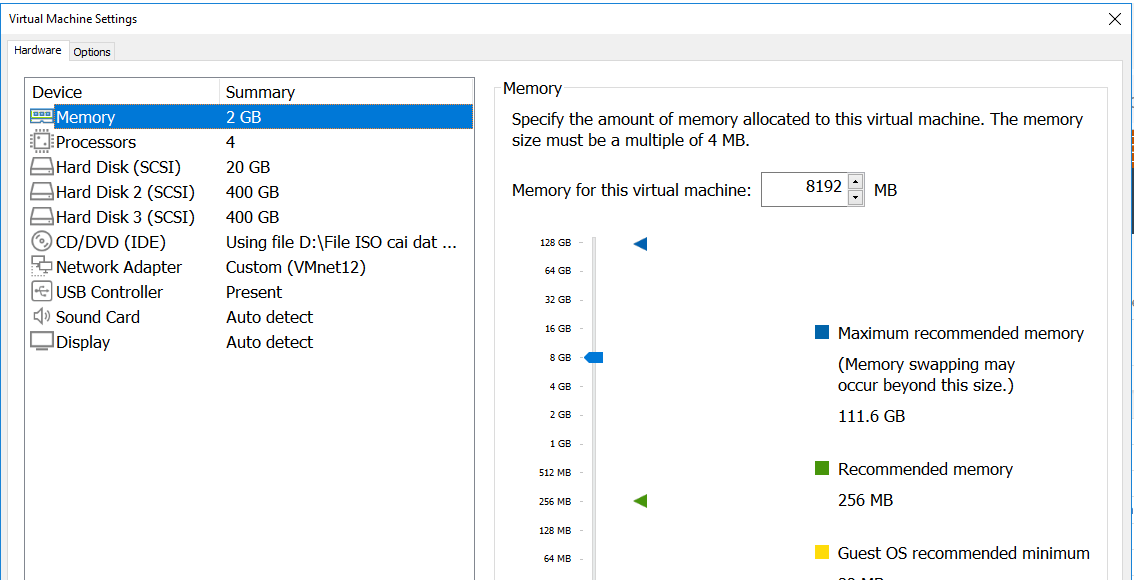 Virtual Machine Settings
Hardware Options
Device Summary
Memory 2 GB
Processors 4
Hard Disk (SCSI) 20 GB
Hard Disk 2 (SCSI) 400 GB
Hard Disk 3 (SCSI) 400 GB
CD/DVD (IDE) Using file D:\File ISO cai dat ...
Network Adapter Custom (VMnet12)
USB Controller Present
Sound Card Auto detect
Display Auto detect
Memory
Specify the amount of memory allocated to this virtual machine. The memory
size must be a multiple of 4 MB.
Memory for this virtual machine: 8192 MB
128 GB
64 GB
32 GB
16 GB
8 GB
4 GB
2 GB
1 GB
512 MB
256 MB
128 MB
64 MB
Maximum recommended memory
(Memory swapping may
occur beyond this size.)
111.6 GB
Recommended memory
256 MB
Guest OS recommended minimum